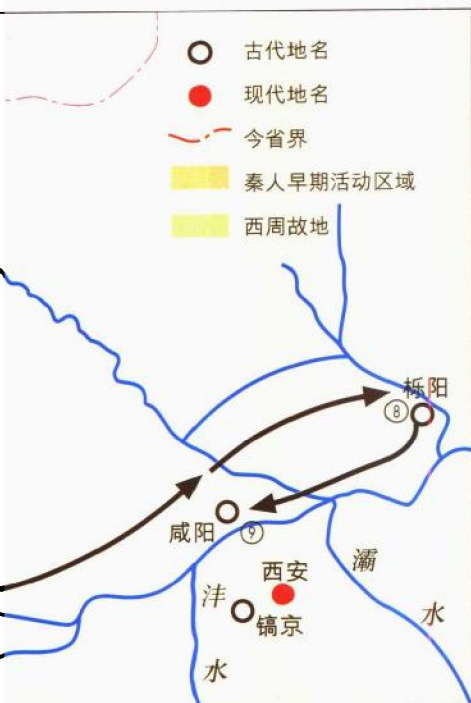 古代地名
现代地名
今省界
秦人早期活动区域
西周故地
栎阳
⑧
咸阳
⑨
西安
灞
水
沣
水
镐京